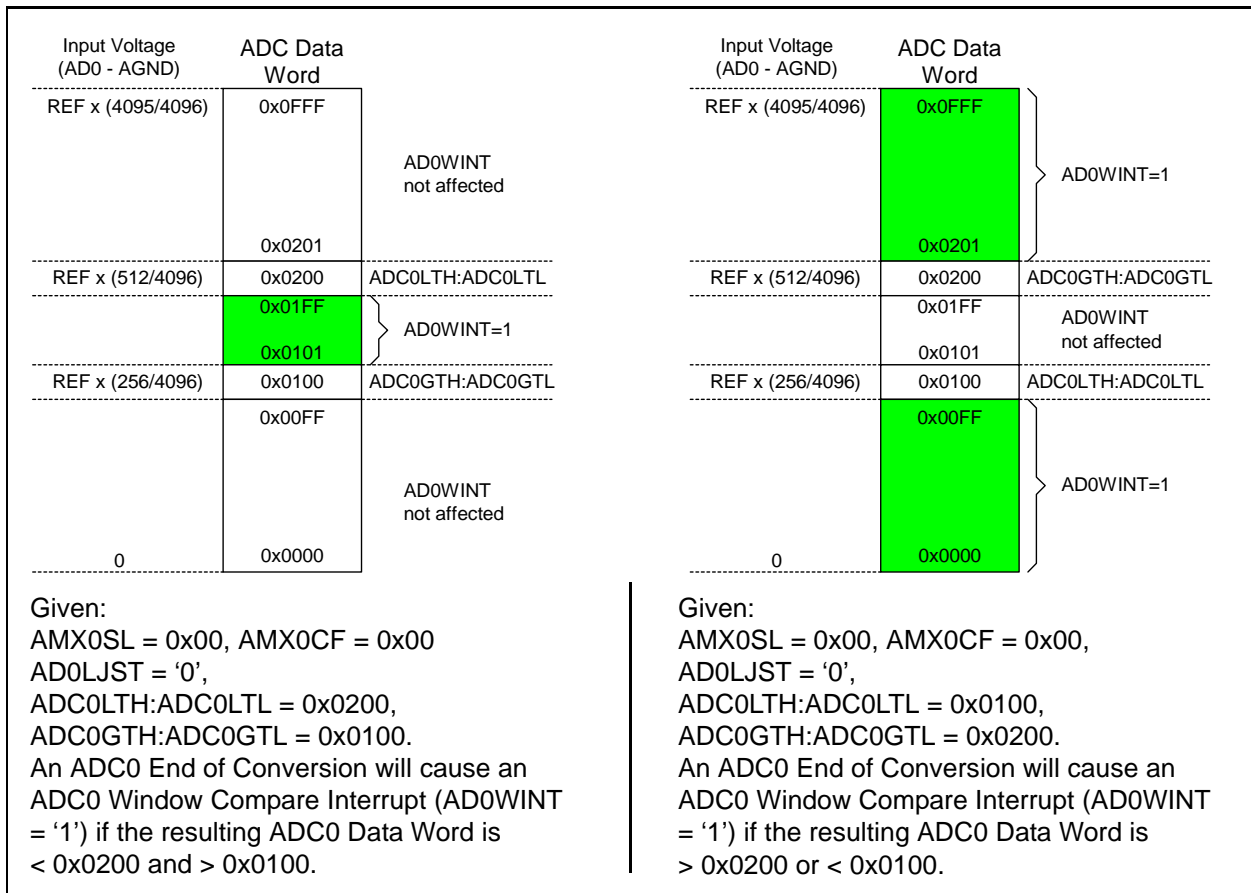 Input Voltage
(AD0 - AGND)
ADC Data
Word
REF x (4095/4096)
0x0FFF
AD0WINT
not affected
0x0201
REF x (512/4096)
0x0200
ADC0LTH:ADC0LTL
0x01FF
AD0WINT=1
0x0101
REF x (256/4096)
0x0100
ADC0GTH:ADC0GTL
0x00FF
AD0WINT
not affected
0
0x0000
Given:
AMX0SL = 0x00, AMX0CF = 0x00
AD0LJST = ‘0’,
ADC0LTH:ADC0LTL = 0x0200,
ADC0GTH:ADC0GTL = 0x0100.
An ADC0 End of Conversion will cause an
ADC0 Window Compare Interrupt (AD0WINT
= ‘1’) if the resulting ADC0 Data Word is
< 0x0200 and > 0x0100.
Input Voltage
(AD0 - AGND)
ADC Data
Word
REF x (4095/4096)
0x0FFF
AD0WINT=1
0x0201
REF x (512/4096)
0x0200
ADC0GTH:ADC0GTL
0x01FF
AD0WINT
not affected
0x0101
REF x (256/4096)
0x0100
ADC0LTH:ADC0LTL
0x00FF
AD0WINT=1
0
0x0000
Given:
AMX0SL = 0x00, AMX0CF = 0x00,
AD0LJST = ‘0’,
ADC0LTH:ADC0LTL = 0x0100,
ADC0GTH:ADC0GTL = 0x0200.
An ADC0 End of Conversion will cause an
ADC0 Window Compare Interrupt (AD0WINT
= ‘1’) if the resulting ADC0 Data Word is
> 0x0200 or < 0x0100.